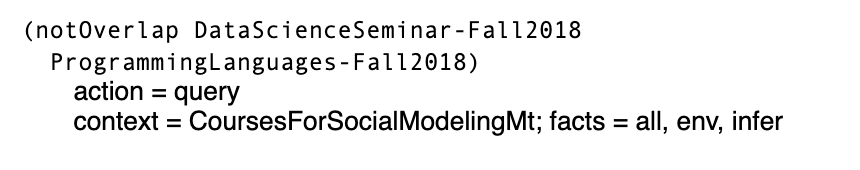 (notOverlap DataScienceSeminar-Fall2018
ProgrammingLanguages-Fall2018)
action = query
context = CoursesForSocialModelingMt; facts = all, env, infer